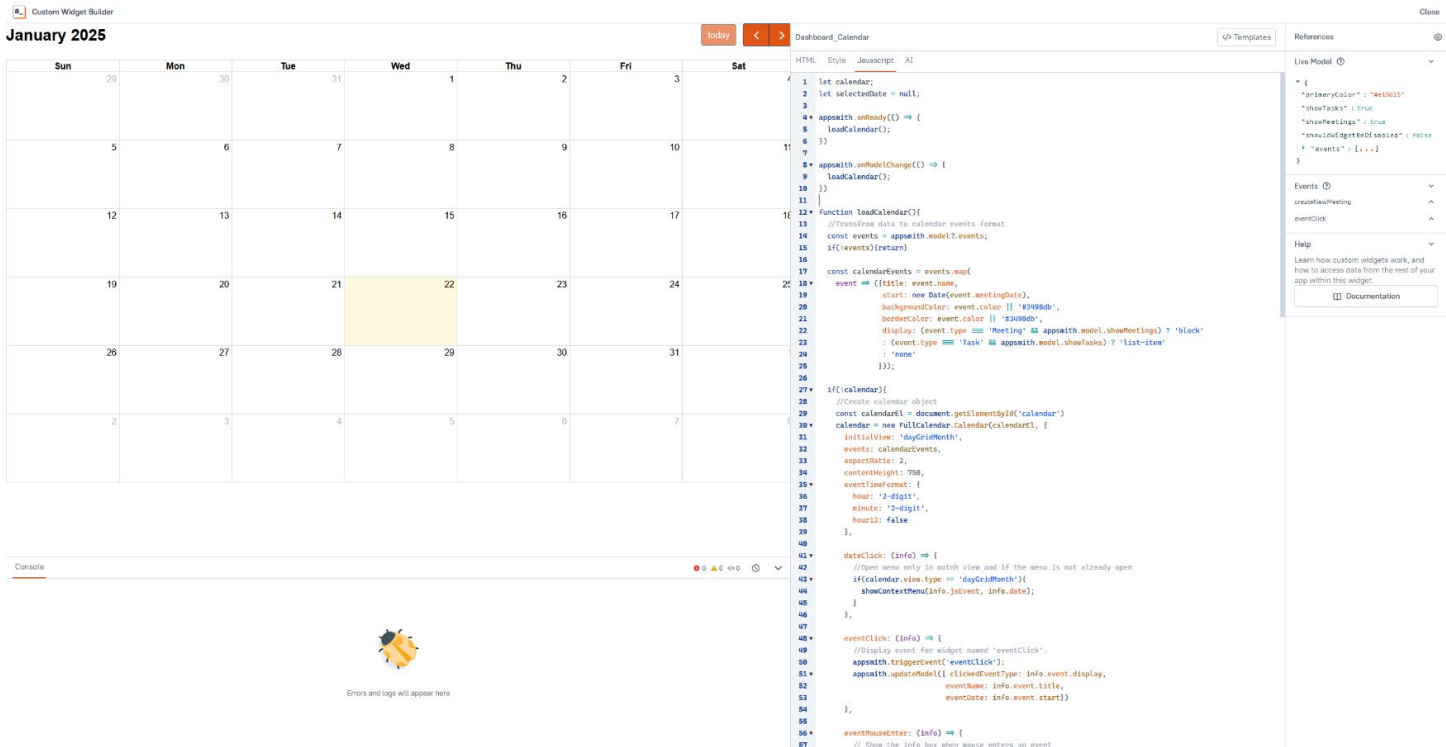 a_ Custom Widget Builder
Close
January 2025
today
Sun Mon Tue Wed Thu Fri Sat
29 30 31 1 2 3 4
5 6 7 8 9 10 11
12 13 14 15 16 17 18
19 20 21 22 23 24 25
26 27 28 29 30 31 1
2 3 4 5 6 7 8
Console
0 0 0
Errors and logs will appear here
Dashboard_Calendar
</> Templates
HTML Style Javascript AI
1 let calendar;
2 let selectedDate = null;
3
4 appsmith.onReady(() => {
5 loadCalendar();
6 })
7
8 appsmith.onModelChange(() => {
9 loadCalendar();
10 })
11
12 function loadCalendar(){
13 //Transfrom data to calendar events format
14 const events = appsmith.model?.events;
15 if(!events){return}
16
17 const calendarEvents = events.map(
18 event => ({title: event.name,
19 start: new Date(event.meetingDate),
20 backgroundColor: event.color || '#3498db',
21 borderColor: event.color || '#3498db',
22 display: (event.type === 'Meeting' && appsmith.model.showMeetings) ? 'block'
23 : (event.type === 'Task' && appsmith.model.showTasks) ? 'list-item'
24 : 'none'
25 }));
26
27 if(!calendar){
28 //Create calendar object
29 const calendarEl = document.getElementById('calendar')
30 calendar = new FullCalendar.Calendar(calendarEl, {
31 initialView: 'dayGridMonth',
32 events: calendarEvents,
33 aspectRatio: 2,
34 contentHeight: 750,
35 eventTimeFormat: {
36 hour: '2-digit',
37 minute: '2-digit',
38 hour12: false
39 },
40
41 dateClick: (info) => {
42 //Open menu only in motnh view and if the menu is not already open
43 if(calendar.view.type == 'dayGridMonth'){
44 showContextMenu(info.jsEvent, info.date);
45 }
46 },
47
48 eventClick: (info) => {
49 //Display event for widget named 'eventClick'.
50 appsmith.triggerEvent('eventClick');
51 appsmith.updateModel({ clickedEventType: info.event.display,
52 eventName: info.event.title,
53 eventDate: info.event.start})
54 },
55
56 eventMouseEnter: (info) => {
57 // Show the info box when mouse enters an event
References
Live Model
{
"primaryColor" : "#e15615"
"showTasks" : true
"showMeetings" : true
"shouldWidgetBeDisabled" : false
"events" : [...]
}
Events
createNewMeeting
eventClick
Help
Learn how custom widgets work, and
how to access data from the rest of your
app within this widget.
Documentation